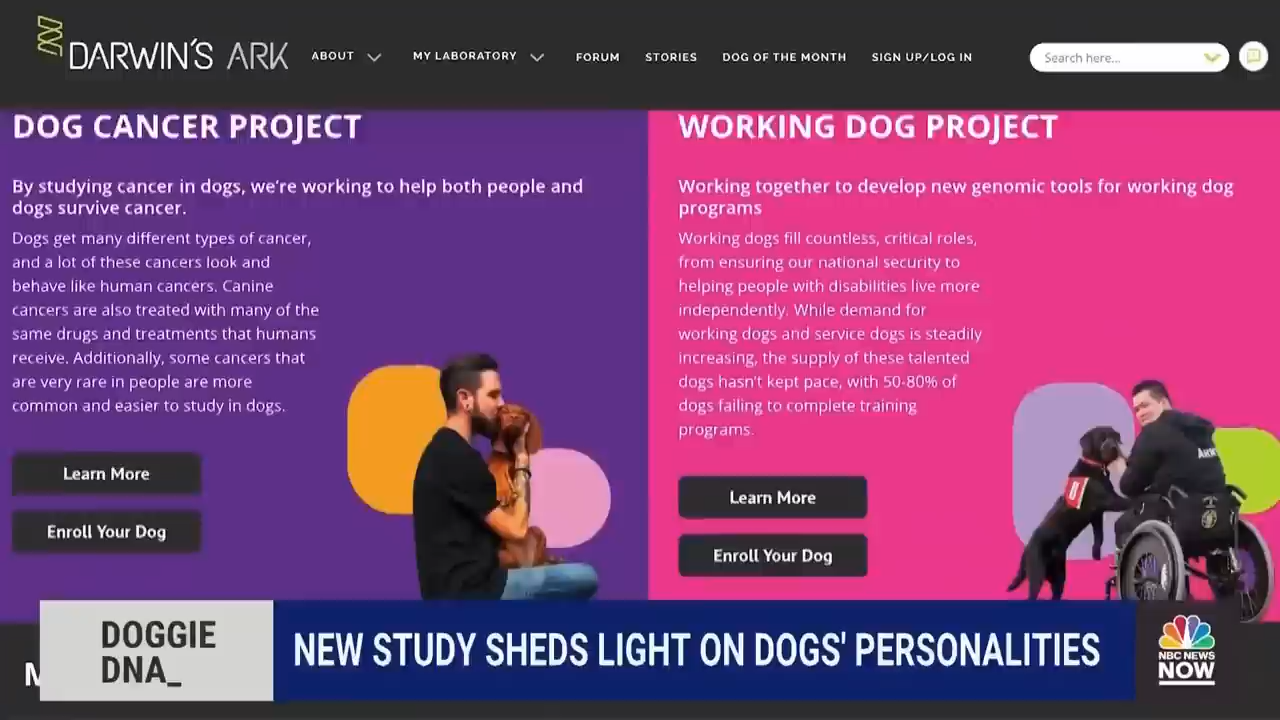 DARWIN'S ARK
ABOUT
MY LABORATORY
FORUM
STORIES
DOG OF THE MONTH
SIGN UP/LOG IN
Search here...
DOG CANCER PROJECT
By studying cancer in dogs, we're working to help both people and
dogs survive cancer.
Dogs get many different types of cancer,
and a lot of these cancers look and
behave like human cancers. Canine
cancers are also treated with many of the
same drugs and treatments that humans
receive. Additionally, some cancers that
are very rare in people are more
common and easier to study in dogs.
Learn More
Enroll Your Dog
WORKING DOG PROJECT
Working together to develop new genomic tools for working dog
programs
Working dogs fill countless, critical roles,
from ensuring our national security to
helping people with disabilities live more
independently. While demand for
working dogs and service dogs is steadily
increasing, the supply of these talented
dogs hasn't kept pace, with 50-80% of
dogs failing to complete training
programs.
Learn More
Enroll Your Dog
DOGGIE
DNA_
NEW STUDY SHEDS LIGHT ON DOGS' PERSONALITIES
NBC NEWS
NOW